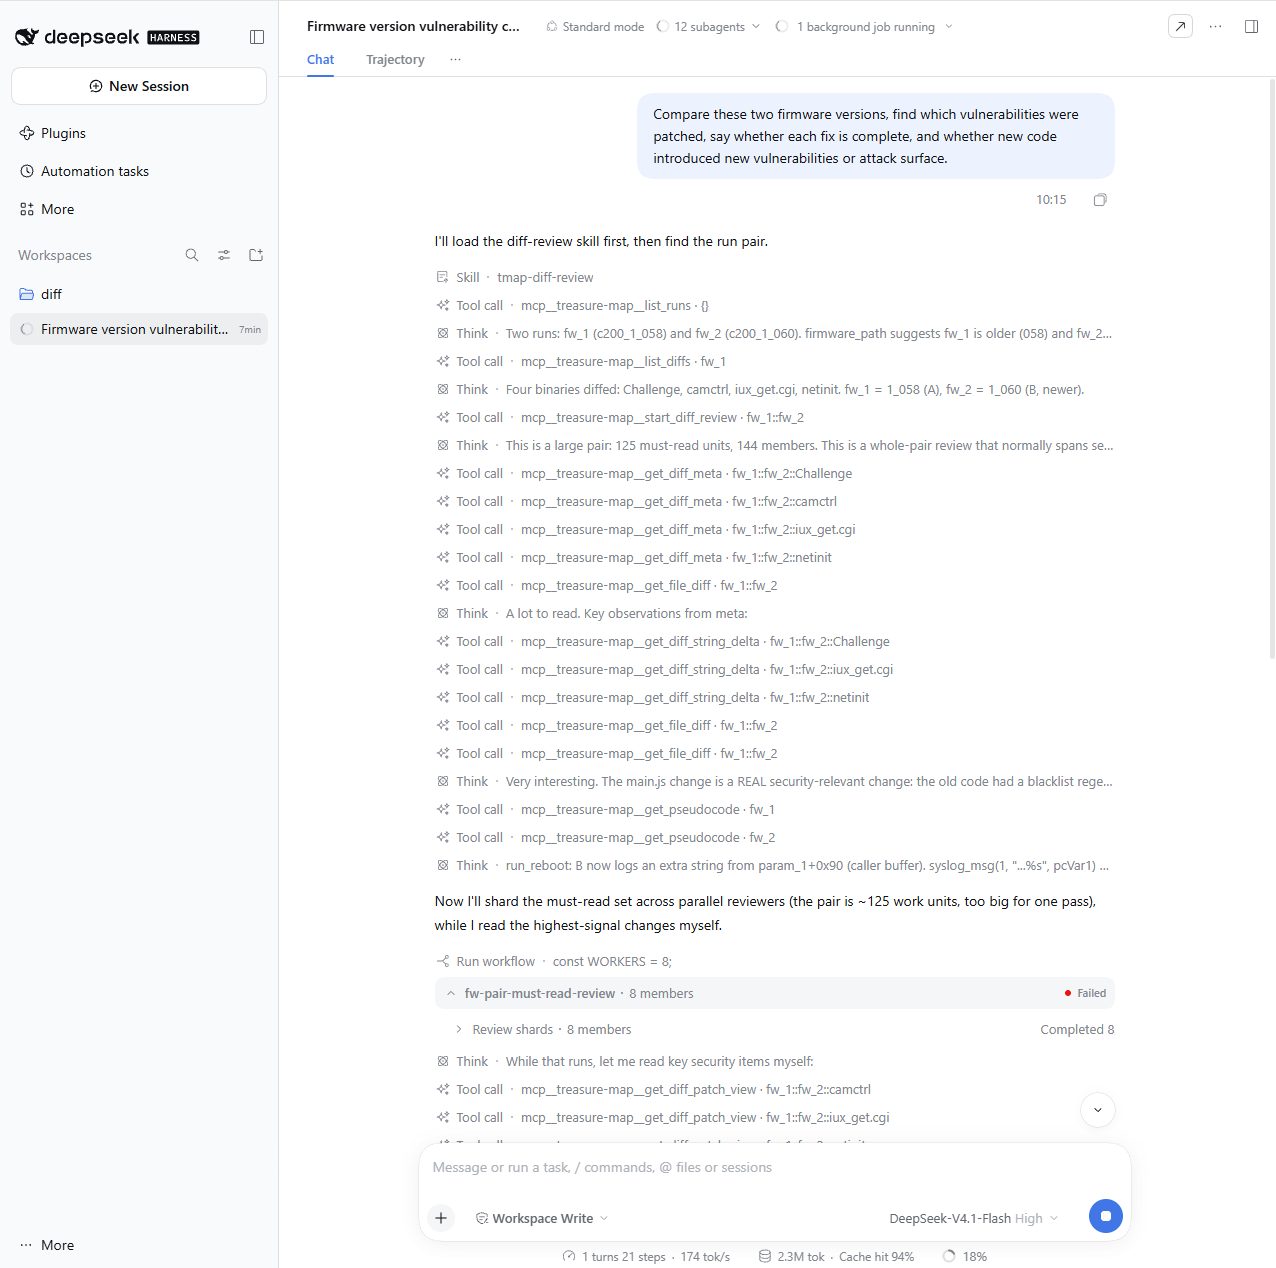 deepseek HARNESS
New Session
Plugins
Automation tasks
More
Workspaces
diff
Firmware version vulnerabilit... 7min
More
Firmware version vulnerability c... Standard mode 12 subagents 1 background job running
Chat Trajectory ...
Compare these two firmware versions, find which vulnerabilities were
patched, say whether each fix is complete, and whether new code
introduced new vulnerabilities or attack surface.
10:15
I'll load the diff-review skill first, then find the run pair.
Skill · tmap-diff-review
Tool call · mcp__treasure-map__list_runs · {}
Think · Two runs: fw_1 (c200_1_058) and fw_2 (c200_1_060). firmware_path suggests fw_1 is older (058) and fw_2...
Tool call · mcp__treasure-map__list_diffs · fw_1
Think · Four binaries diffed: Challenge, camctrl, iux_get.cgi, netinit. fw_1 = 1_058 (A), fw_2 = 1_060 (B, newer).
Tool call · mcp__treasure-map__start_diff_review · fw_1::fw_2
Think · This is a large pair: 125 must-read units, 144 members. This is a whole-pair review that normally spans se...
Tool call · mcp__treasure-map__get_diff_meta · fw_1::fw_2::Challenge
Tool call · mcp__treasure-map__get_diff_meta · fw_1::fw_2::camctrl
Tool call · mcp__treasure-map__get_diff_meta · fw_1::fw_2::iux_get.cgi
Tool call · mcp__treasure-map__get_diff_meta · fw_1::fw_2::netinit
Tool call · mcp__treasure-map__get_file_diff · fw_1::fw_2
Think · A lot to read. Key observations from meta:
Tool call · mcp__treasure-map__get_diff_string_delta · fw_1::fw_2::Challenge
Tool call · mcp__treasure-map__get_diff_string_delta · fw_1::fw_2::iux_get.cgi
Tool call · mcp__treasure-map__get_diff_string_delta · fw_1::fw_2::netinit
Tool call · mcp__treasure-map__get_file_diff · fw_1::fw_2
Tool call · mcp__treasure-map__get_file_diff · fw_1::fw_2
Think · Very interesting. The main.js change is a REAL security-relevant change: the old code had a blacklist rege...
Tool call · mcp__treasure-map__get_pseudocode · fw_1
Tool call · mcp__treasure-map__get_pseudocode · fw_2
Think · run_reboot: B now logs an extra string from param_1+0x90 (caller buffer). syslog_msg(1, "...%s", pcVar1) ...
Now I'll shard the must-read set across parallel reviewers (the pair is ~125 work units, too big for one pass),
while I read the highest-signal changes myself.
Run workflow · const WORKERS = 8;
fw-pair-must-read-review · 8 members Failed
Review shards · 8 members Completed 8
Think · While that runs, let me read key security items myself:
Tool call · mcp__treasure-map__get_diff_patch_view · fw_1::fw_2::camctrl
Tool call · mcp__treasure-map__get_diff_patch_view · fw_1::fw_2::iux_get.cgi
Message or run a task, / commands, @ files or sessions
Workspace Write DeepSeek-V4.1-Flash High
1 turns 21 steps · 174 tok/s 2.3M tok · Cache hit 94% 18%